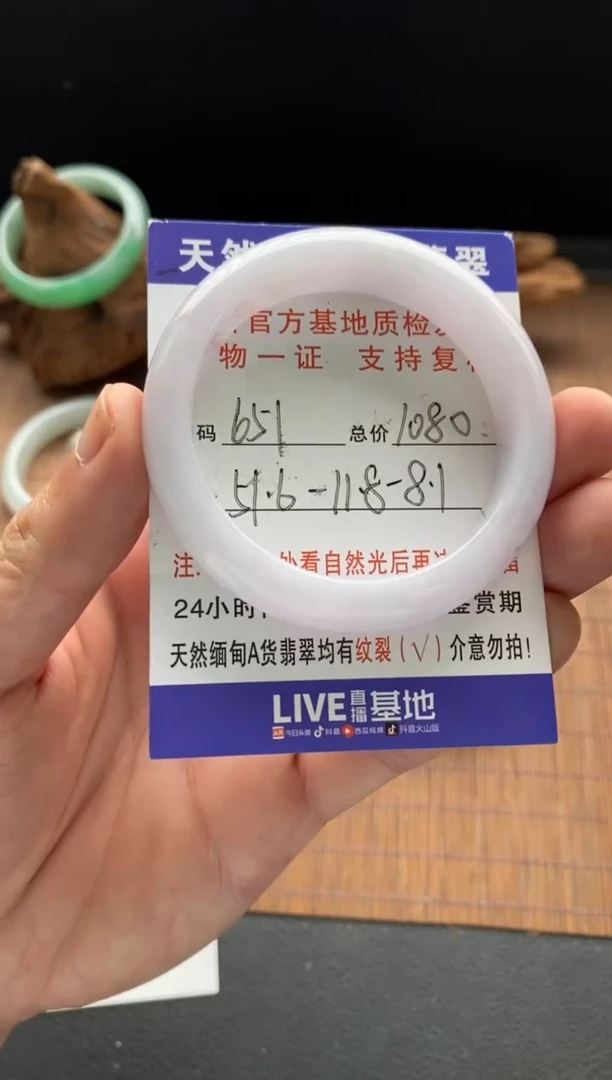 天然翠
官方基地质检
物一证 支持复
码 651 总价 1080
51.6-11.8-8.1
注 处看自然光后再
24小时 鉴赏期
天然缅甸A货翡翠均有纹裂(√)介意勿拍!
LIVE直播基地
今日头条 抖音 西瓜视频 抖音火山版